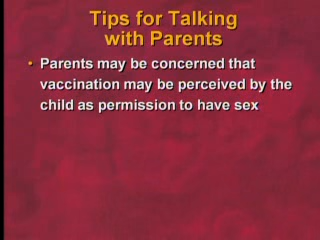 Tips for Talking
with Parents
• Parents may be concerned that
vaccination may be perceived by the
child as permission to have sex